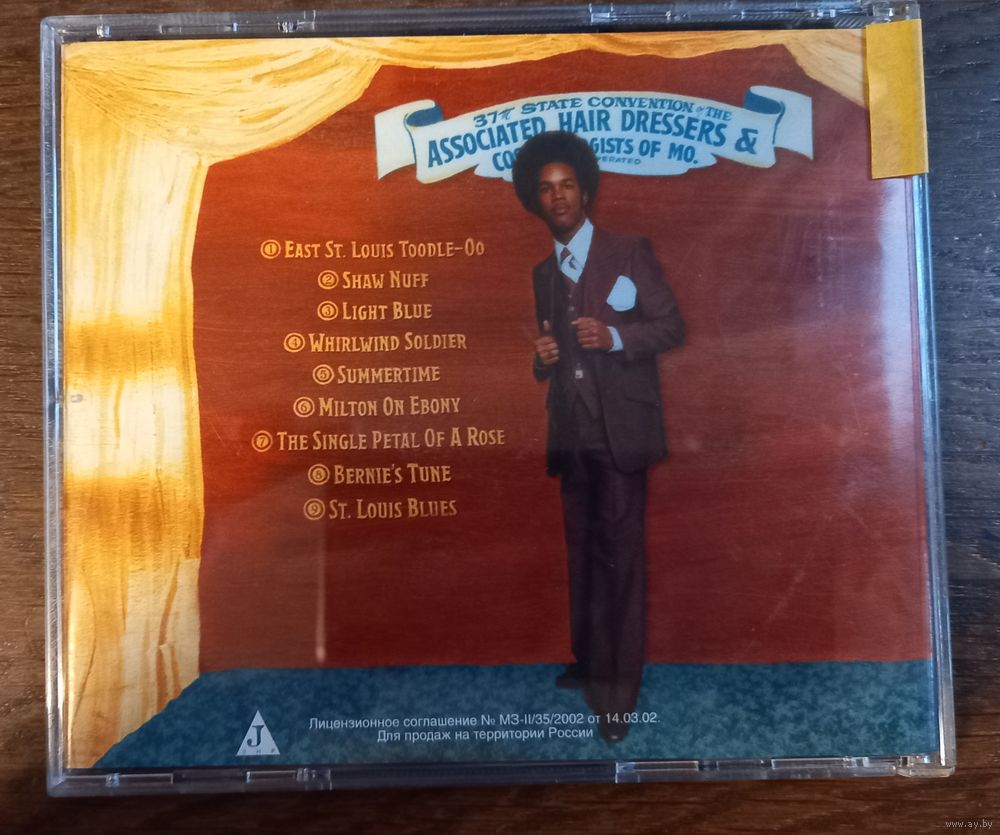 37TH STATE CONVENTION OF THE
ASSOCIATED HAIR DRESSERS &
GISTS OF MO.
1 EAST ST. LOUIS TOODLE-OO
2 SHAW NUFF
3 LIGHT BLUE
4 WHIRLWIND SOLDIER
5 SUMMERTIME
6 MILTON ON EBONY
7 THE SINGLE PETAL OF A ROSE
8 BERNIE'S TUNE
9 ST. LOUIS BLUES
J
Лицензионное соглашение № МЗ-II/35/2002 от 14.03.02.
Для продаж на территории России
www.ay.by